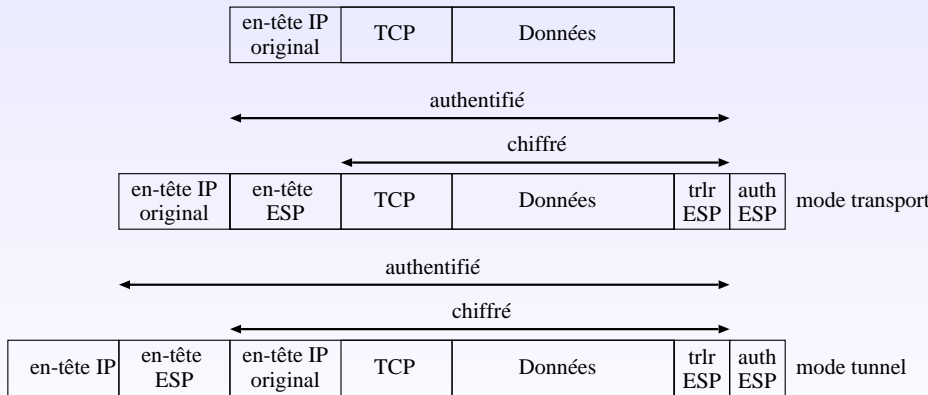 en-tête IP
original
TCP
Données
authentifié
chiffré
en-tête IP
original
en-tête
ESP
TCP
Données
trlr
ESP
auth
ESP
mode transport
authentifié
chiffré
en-tête IP
en-tête
ESP
en-tête IP
original
TCP
Données
trlr
ESP
auth
ESP
mode tunnel